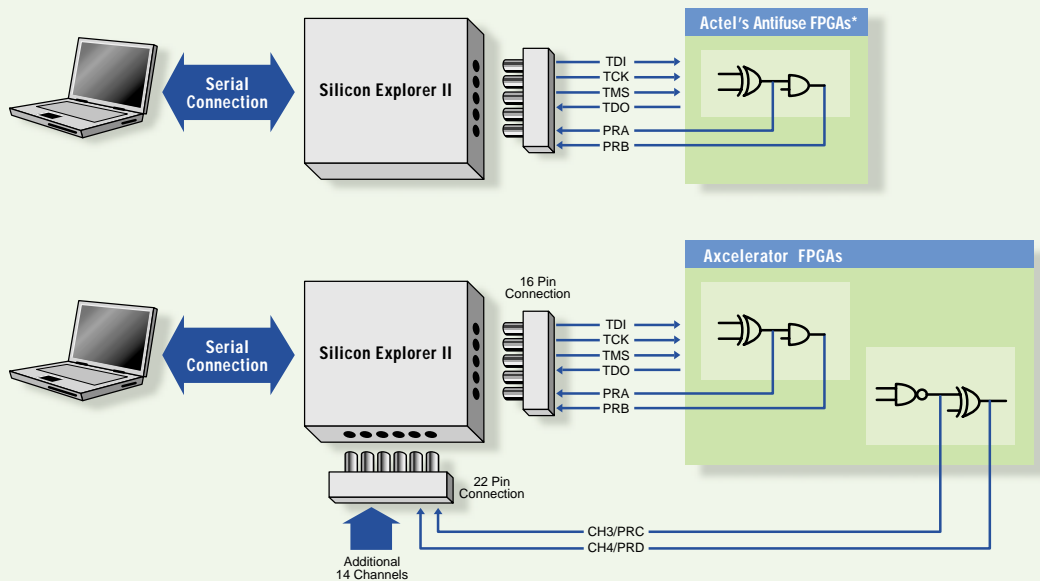 Actel's Antifuse FPGAs*
Serial
Connection
Silicon Explorer II
TDI
TCK
TMS
TDO
PRA
PRB
Axcelerator FPGAs
16 Pin
Connection
Serial
Connection
Silicon Explorer II
TDI
TCK
TMS
TDO
PRA
PRB
22 Pin
Connection
CH3/PRC
CH4/PRD
Additional
14 Channels